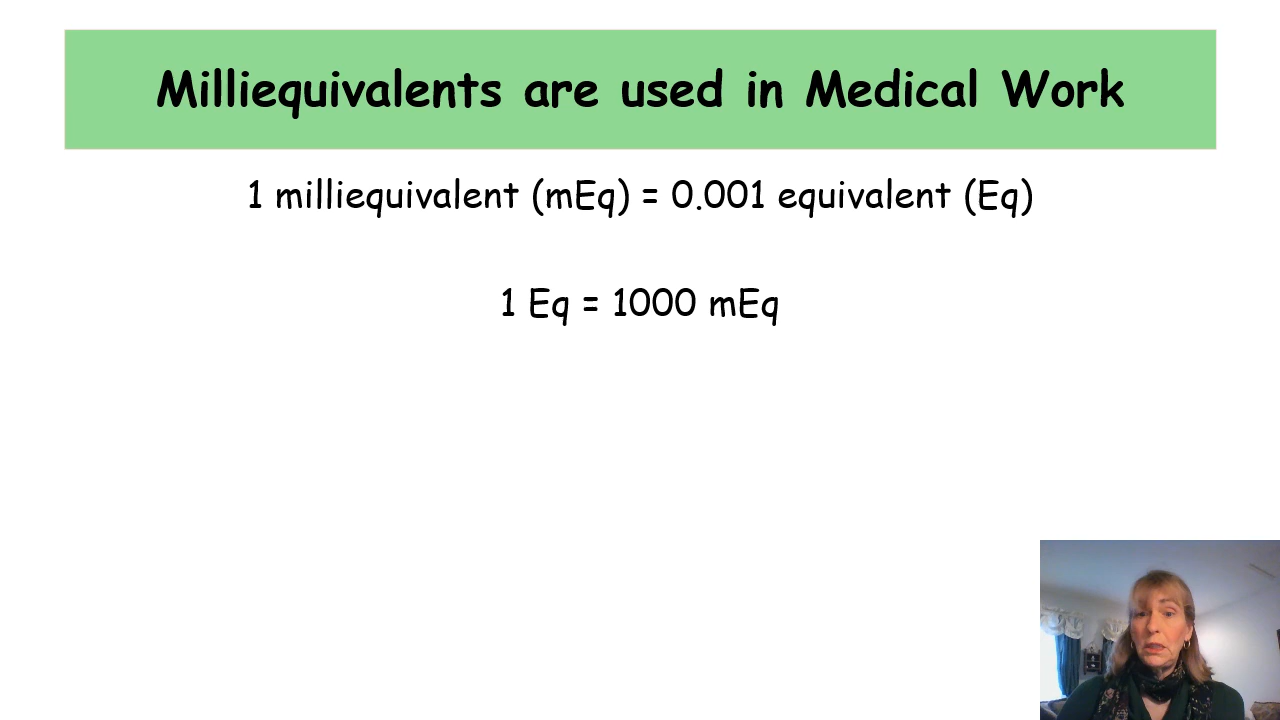 Milliequivalents are used in Medical Work
1 milliequivalent (mEq) = 0.001 equivalent (Eq)
1 Eq = 1000 mEq